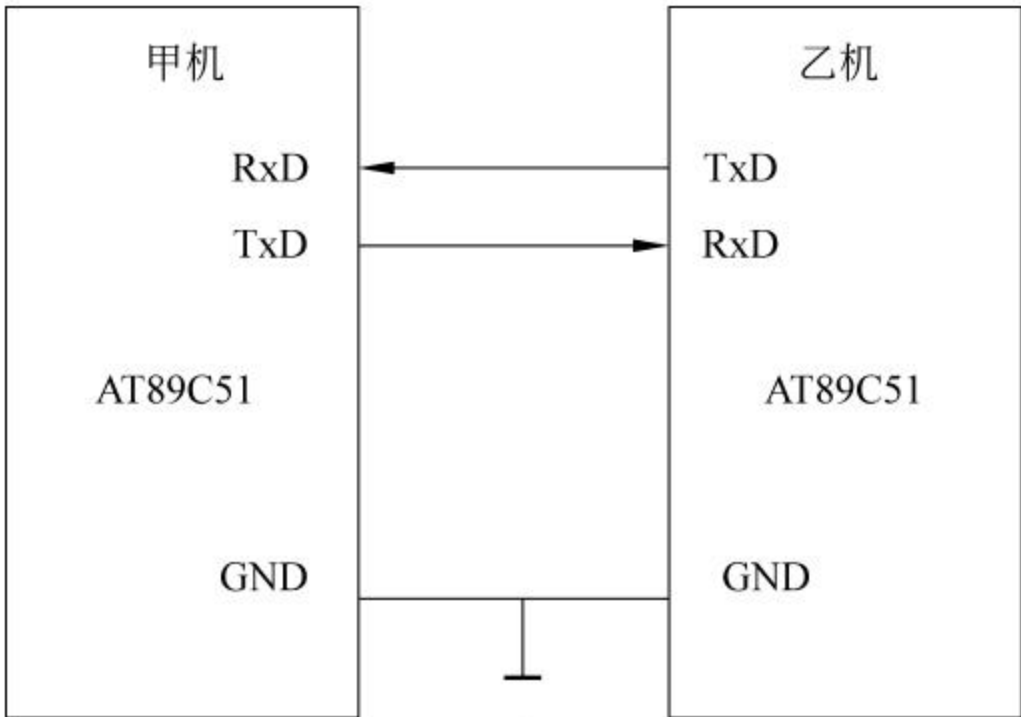 甲机
乙机
RxD
TxD
TxD
RxD
AT89C51
AT89C51
GND
GND